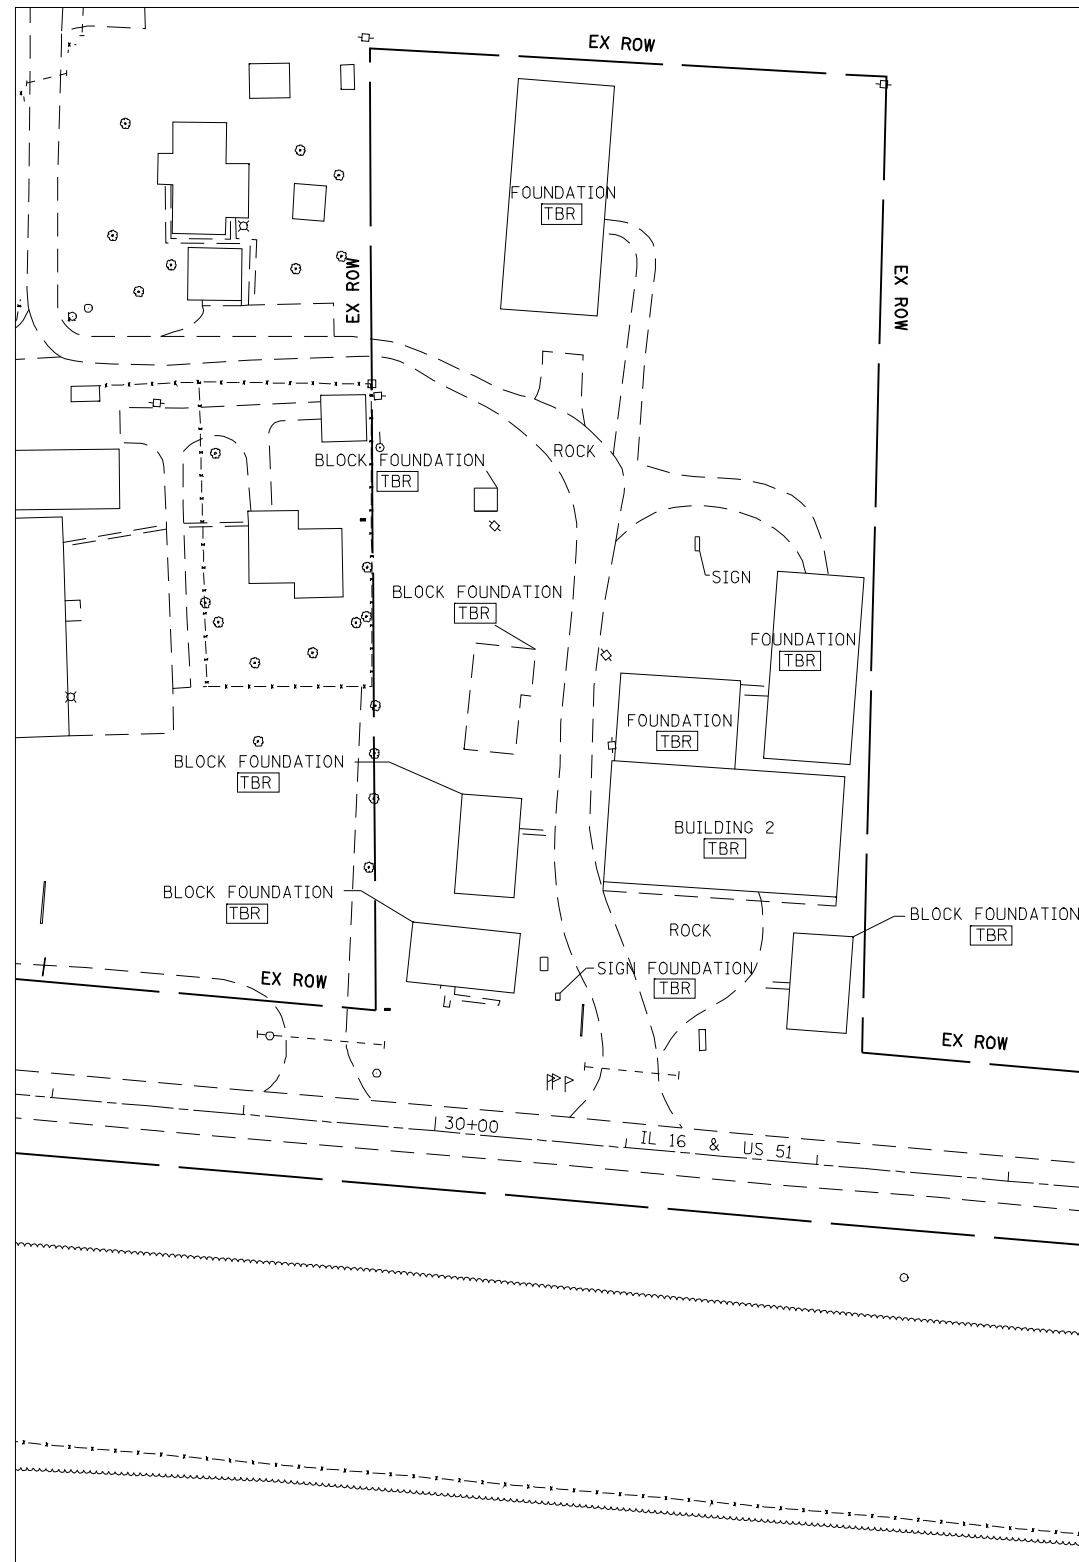 EX ROW
FOUNDATION
TBR
EX ROW
EX ROW
ROCK
BLOCK FOUNDATION
TBR
SIGN
BLOCK FOUNDATION
TBR
FOUNDATION
TBR
FOUNDATION
TBR
BLOCK FOUNDATION
TBR
BUILDING 2
TBR
BLOCK FOUNDATION
TBR
BLOCK FOUNDATION
TBR
ROCK
SIGN FOUNDATION
TBR
EX ROW
EX ROW
30+00
IL 16 & US 51